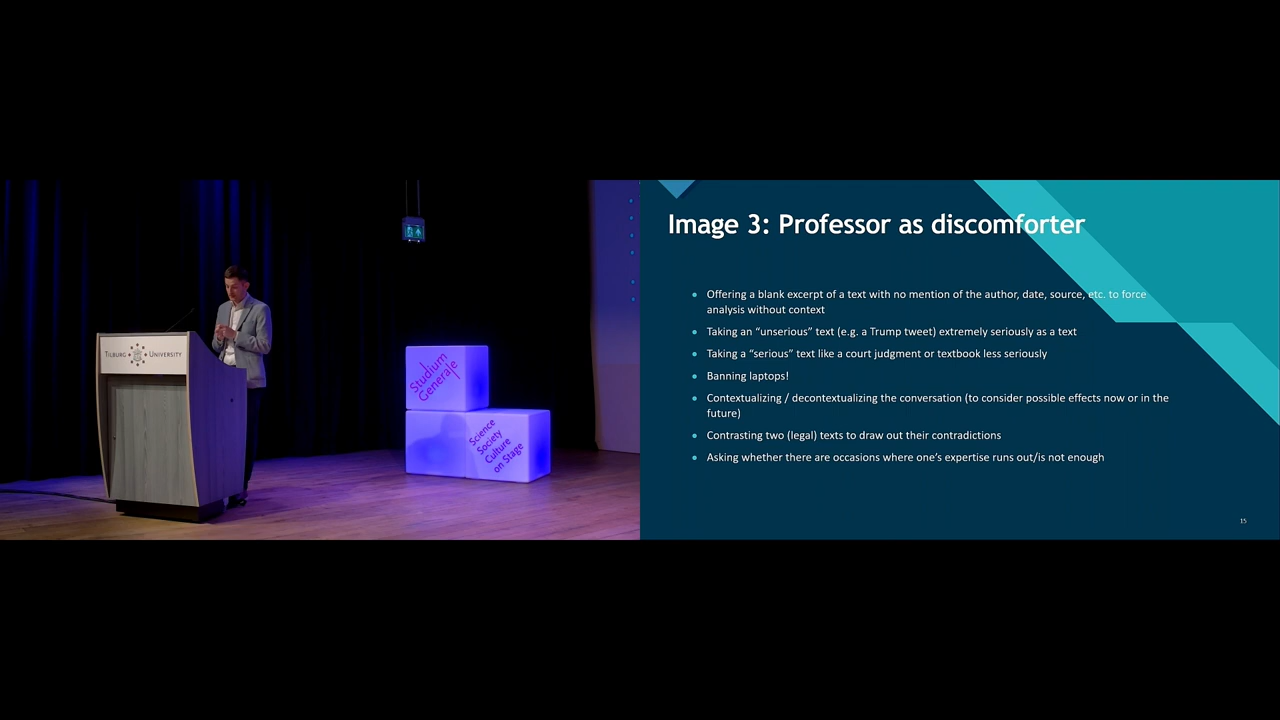 TILBURG UNIVERSITY
Studium
Generale
Science
Society
Culture
on Stage
Image 3: Professor as discomforter
Offering a blank excerpt of a text with no mention of the author, date, source, etc. to force
analysis without context
Taking an “unserious” text (e.g. a Trump tweet) extremely seriously as a text
Taking a “serious” text like a court judgment or textbook less seriously
Banning laptops!
Contextualizing / decontextualizing the conversation (to consider possible effects now or in the
future)
Contrasting two (legal) texts to draw out their contradictions
Asking whether there are occasions where one’s expertise runs out/is not enough
15